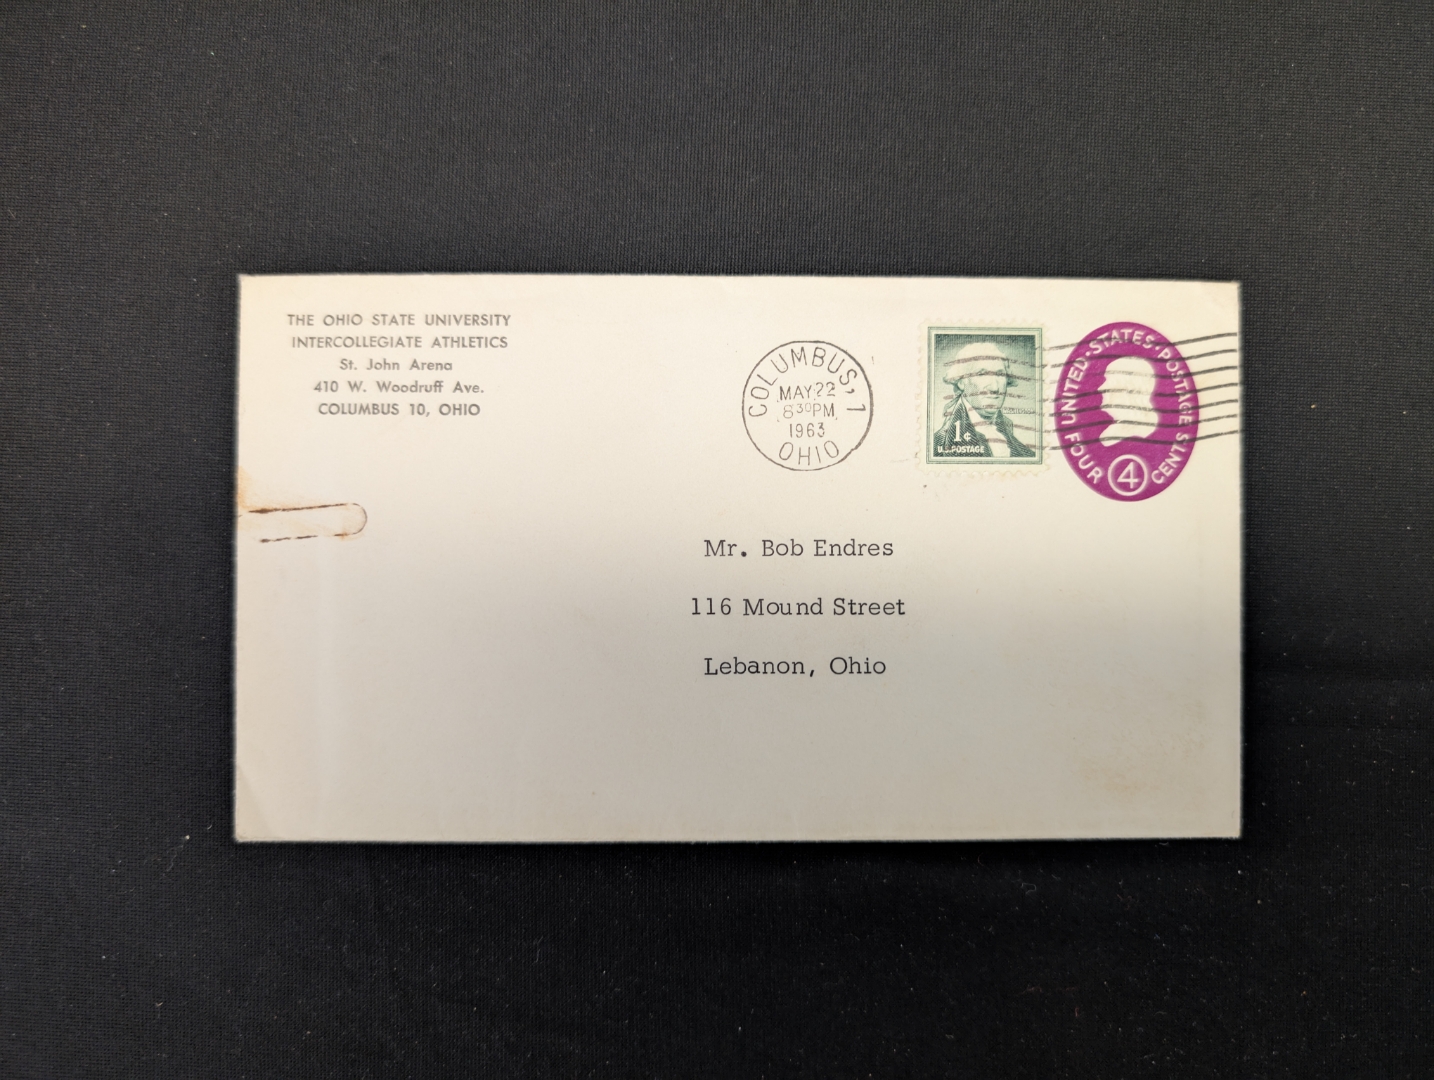 THE OHIO STATE UNIVERSITY
INTERCOLLEGIATE ATHLETICS
St. John Arena
410 W. Woodruff Ave.
COLUMBUS 10, OHIO
COLUMBUS, 1
MAY 22
8 30 PM
1963
OHIO
1¢
U.S. POSTAGE
UNITED·STATES·POSTAGE
FOUR 4 CENTS
Mr. Bob Endres
116 Mound Street
Lebanon, Ohio